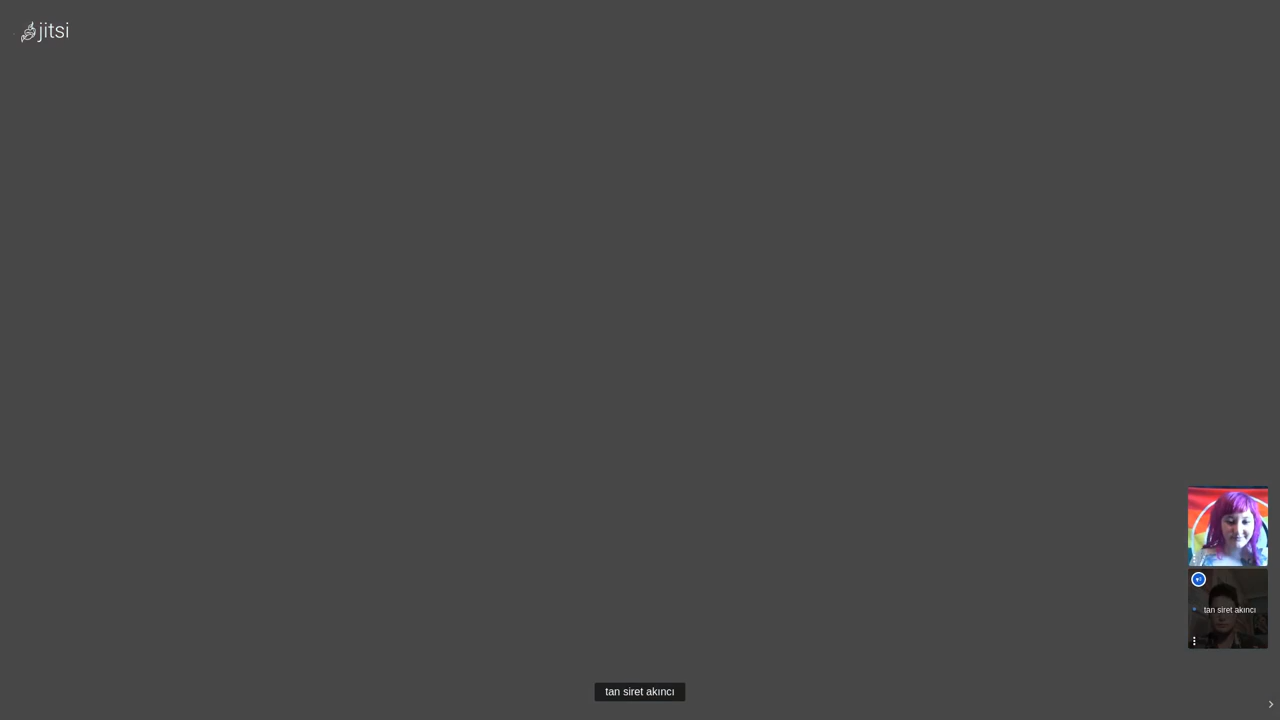 jitsi
tan siret akıncı
tan siret akıncı